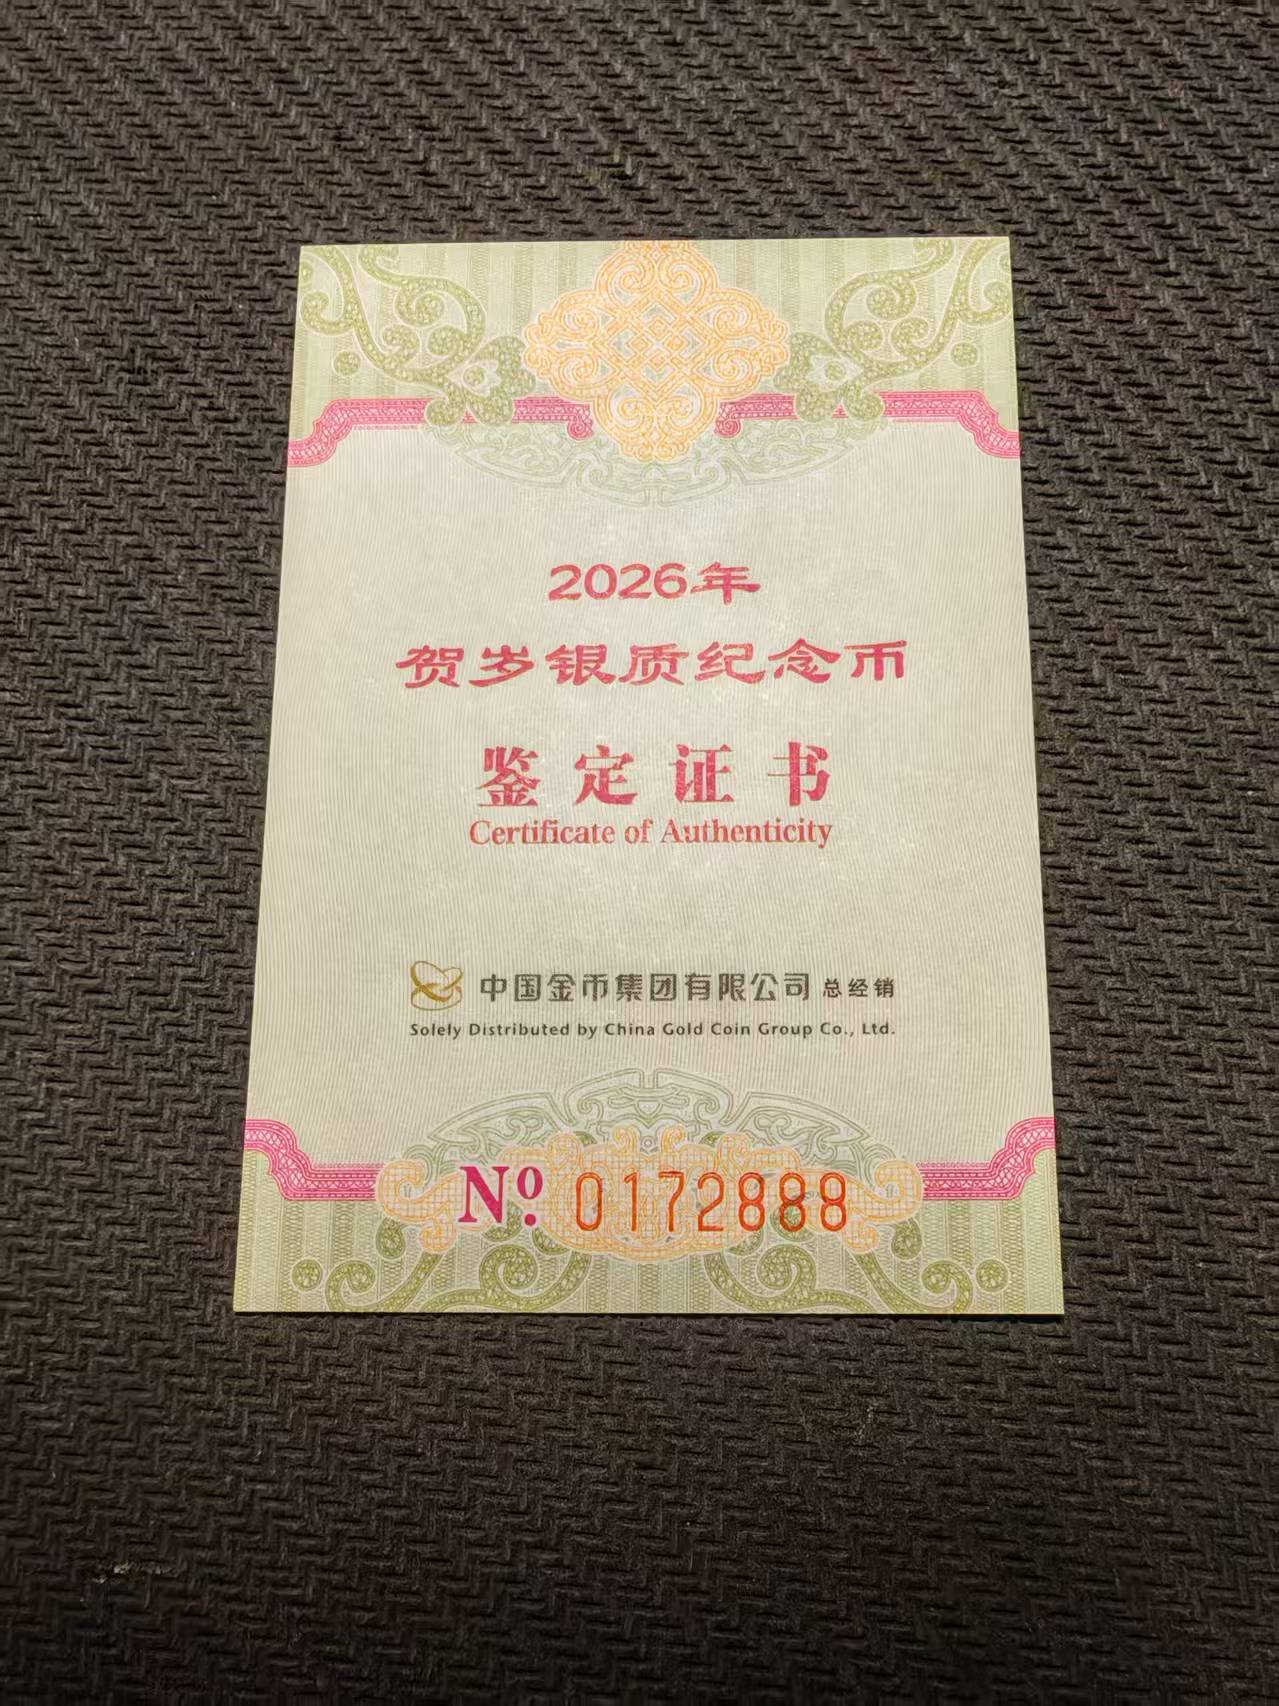 2026年
贺岁银质纪念币
鉴定证书
Certificate of Authenticity
中国金币集团有限公司 总经销
Solely Distributed by China Gold Coin Group Co., Ltd.
Nº 0172888